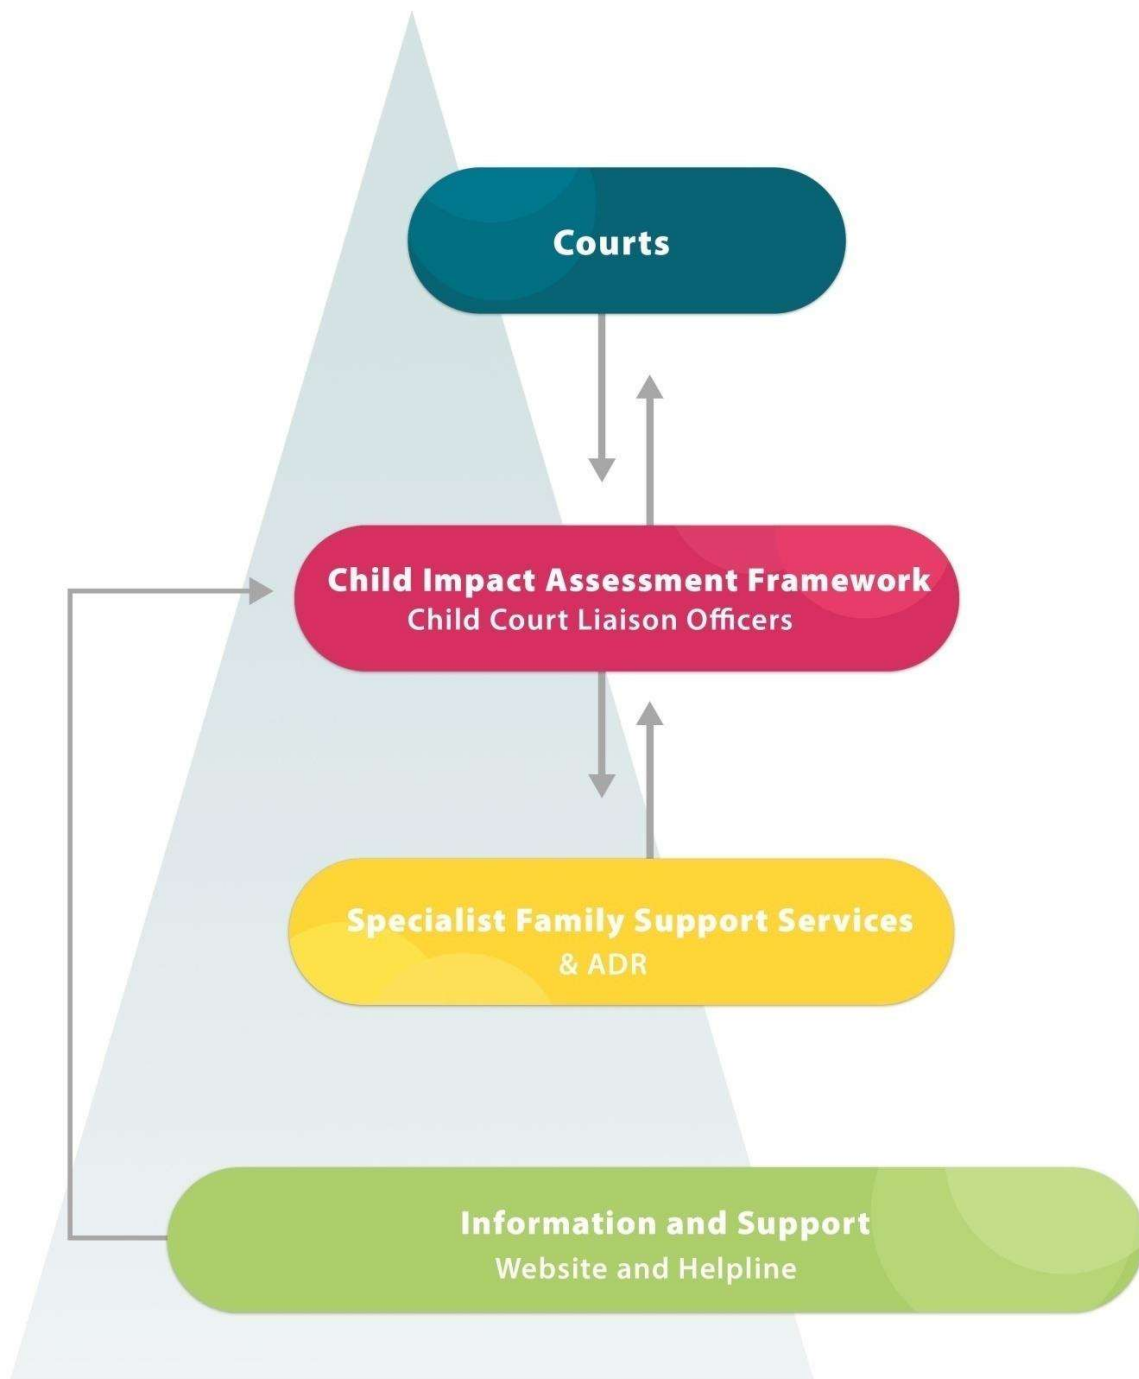 Courts
Child Impact Assessment Framework
Child Court Liaison Officers
Specialist Family Support Services
& ADR
Information and Support
Website and Helpline